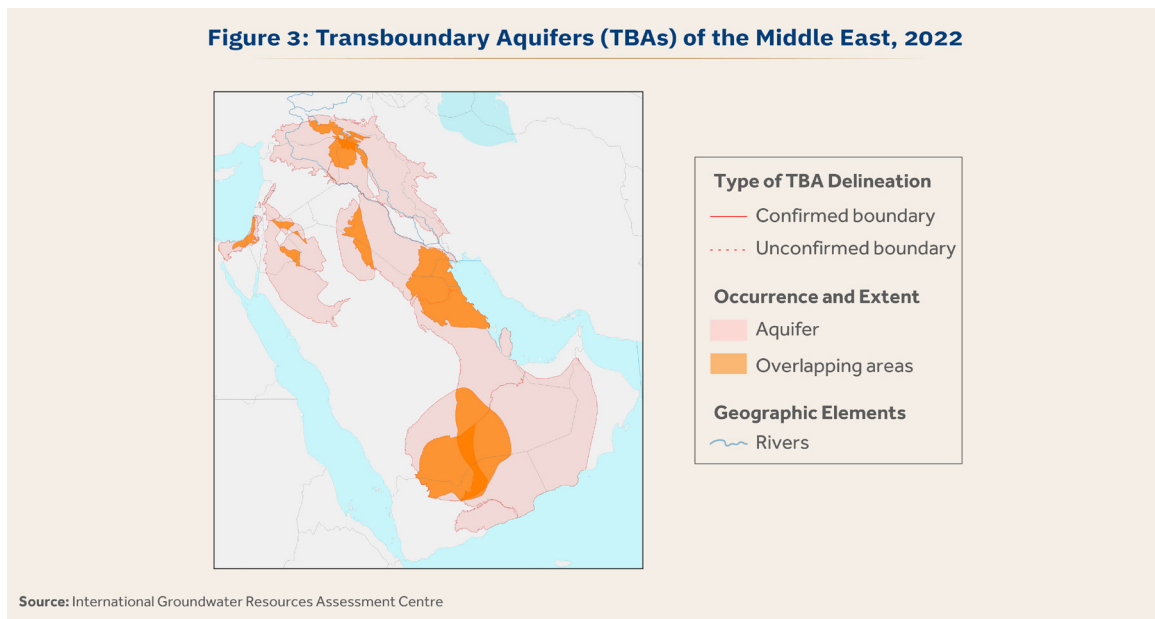 Figure 3: Transboundary Aquifers (TBAs) of the Middle East, 2022
Type of TBA Delineation
Confirmed boundary
Unconfirmed boundary
Occurrence and Extent
Aquifer
Overlapping areas
Geographic Elements
Rivers
Source: International Groundwater Resources Assessment Centre